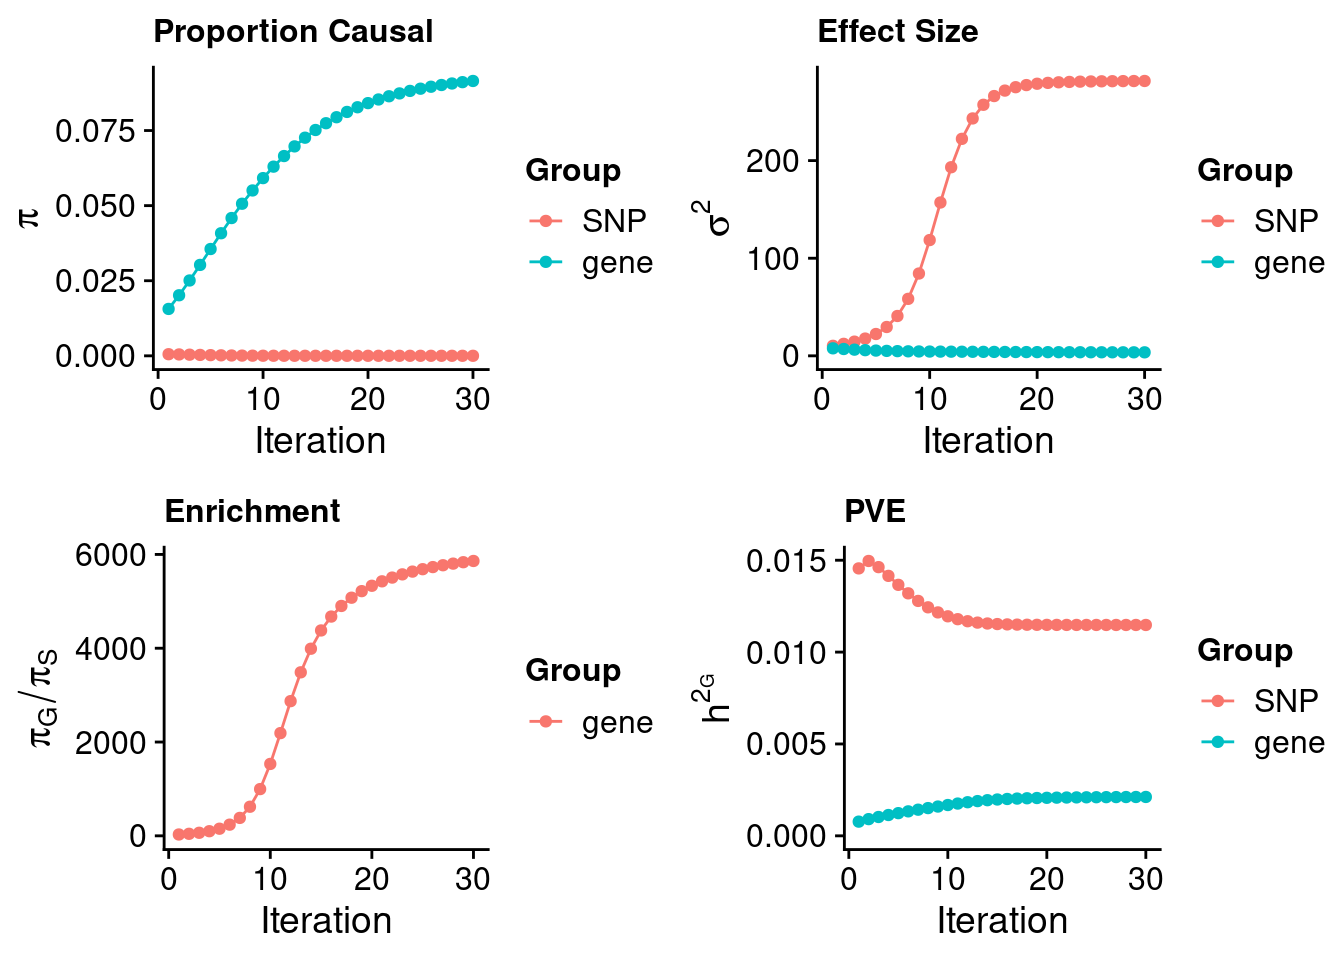 Proportion Causal
π
0.075
0.050
0.025
0.000
0 10 20 30
Iteration
Group
SNP
gene
Effect Size
σ²
200
100
0
0 10 20 30
Iteration
Group
SNP
gene
Enrichment
π_G/π_S
6000
4000
2000
0
0 10 20 30
Iteration
Group
gene
PVE
h^2_G
0.015
0.010
0.005
0.000
0 10 20 30
Iteration
Group
SNP
gene